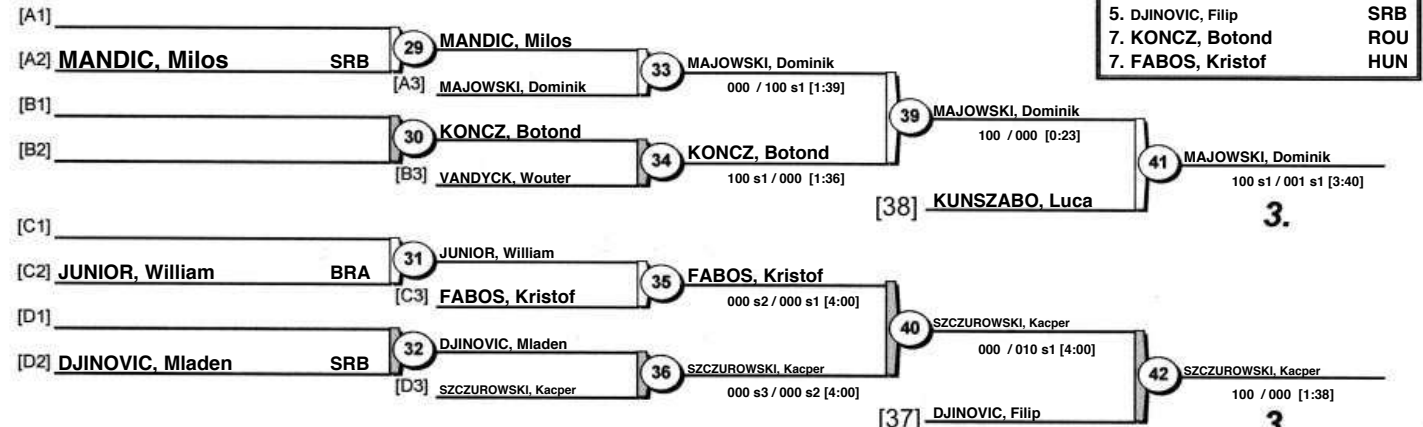 5. DJINOVIC, Filip SRB
7. KONCZ, Botond ROU
7. FABOS, Kristof HUN
[A1]
[A2] MANDIC, Milos SRB
29 MANDIC, Milos
[A3] MAJOWSKI, Dominik
33 MAJOWSKI, Dominik
000 / 100 s1 [1:39]
[B1]
[B2]
30 KONCZ, Botond
[B3] VANDYCK, Wouter
34 KONCZ, Botond
100 s1 / 000 [1:36]
39 MAJOWSKI, Dominik
100 / 000 [0:23]
[38] KUNSZABO, Luca
41 MAJOWSKI, Dominik
100 s1 / 001 s1 [3:40]
3.
[C1]
[C2] JUNIOR, William BRA
31 JUNIOR, William
[C3] FABOS, Kristof
35 FABOS, Kristof
000 s2 / 000 s1 [4:00]
[D1]
[D2] DJINOVIC, Mladen SRB
32 DJINOVIC, Mladen
[D3] SZCZUROWSKI, Kacper
36 SZCZUROWSKI, Kacper
000 s3 / 000 s2 [4:00]
40 SZCZUROWSKI, Kacper
000 / 010 s1 [4:00]
[37] DJINOVIC, Filip
42 SZCZUROWSKI, Kacper
100 / 000 [1:38]
3